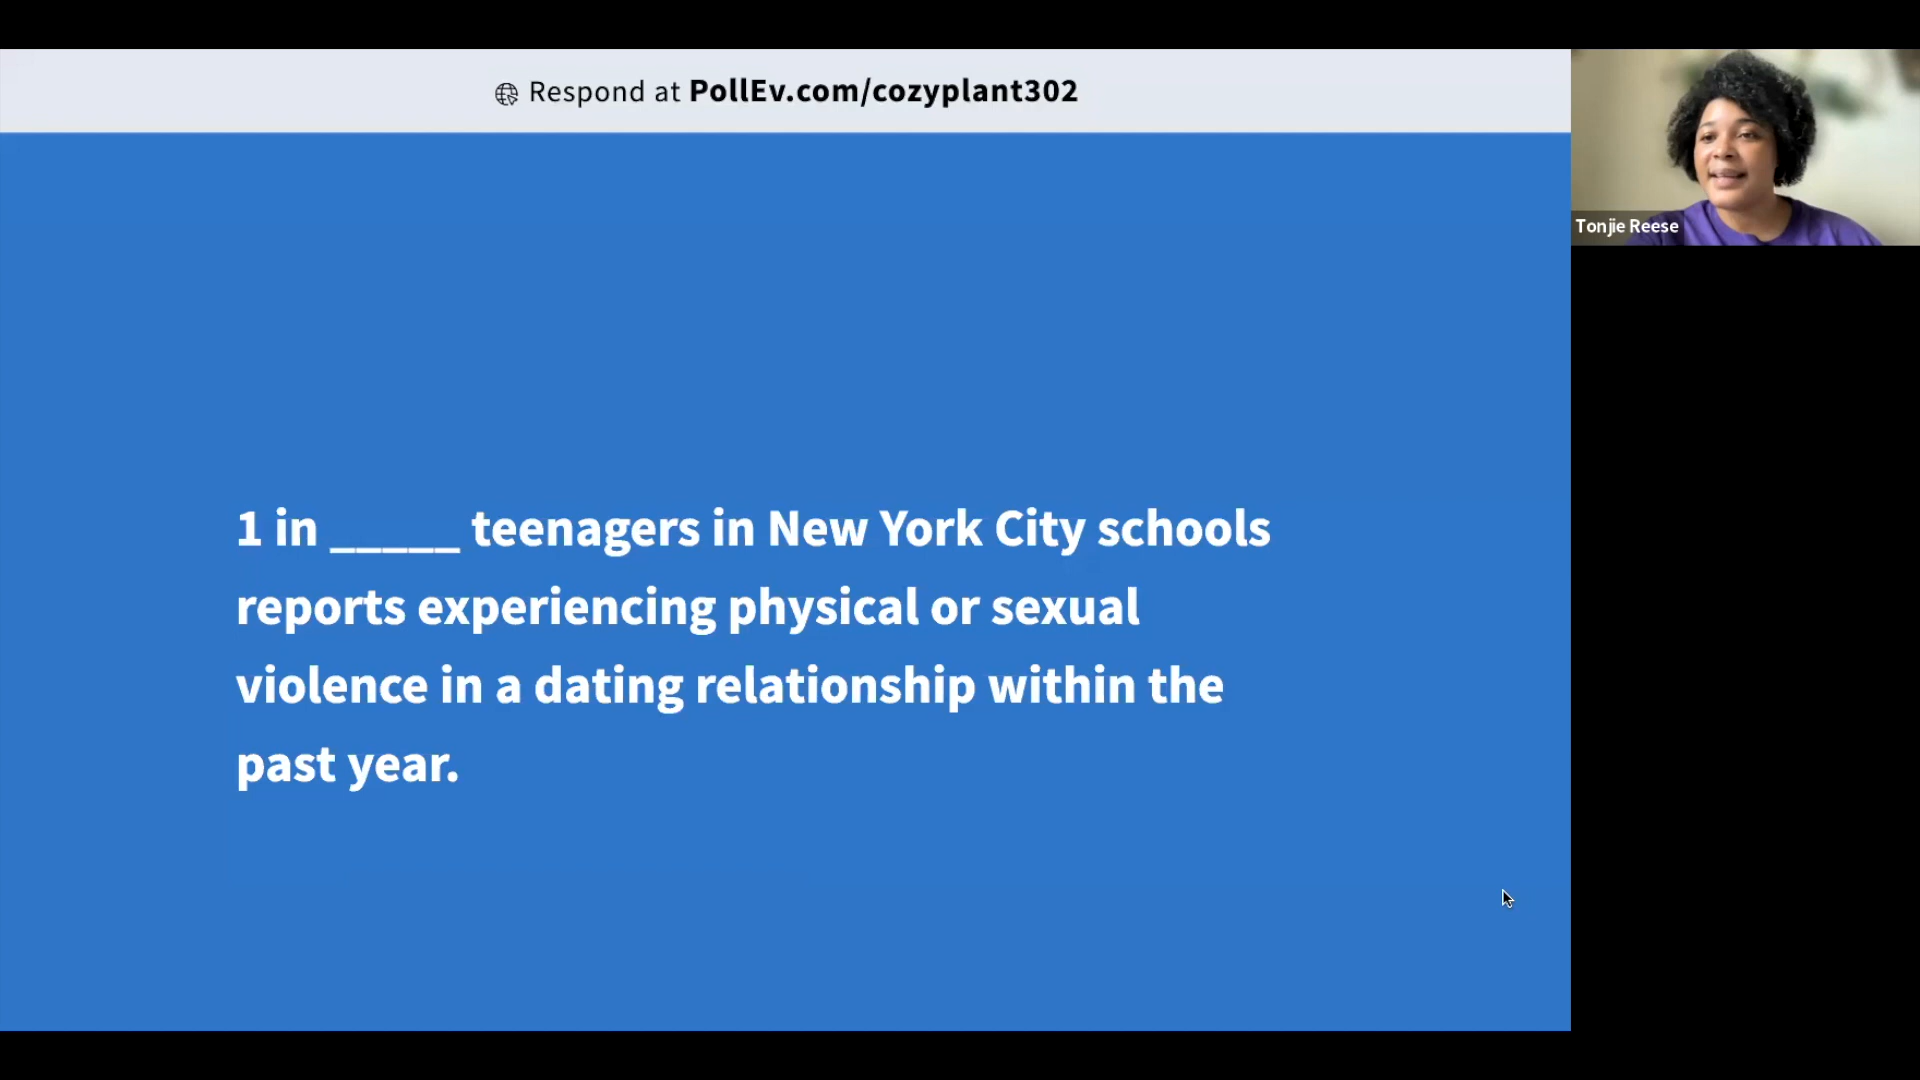 Respond at PollEv.com/cozyplant302
Tonjie Reese
1 in _____ teenagers in New York City schools
reports experiencing physical or sexual
violence in a dating relationship within the
past year.